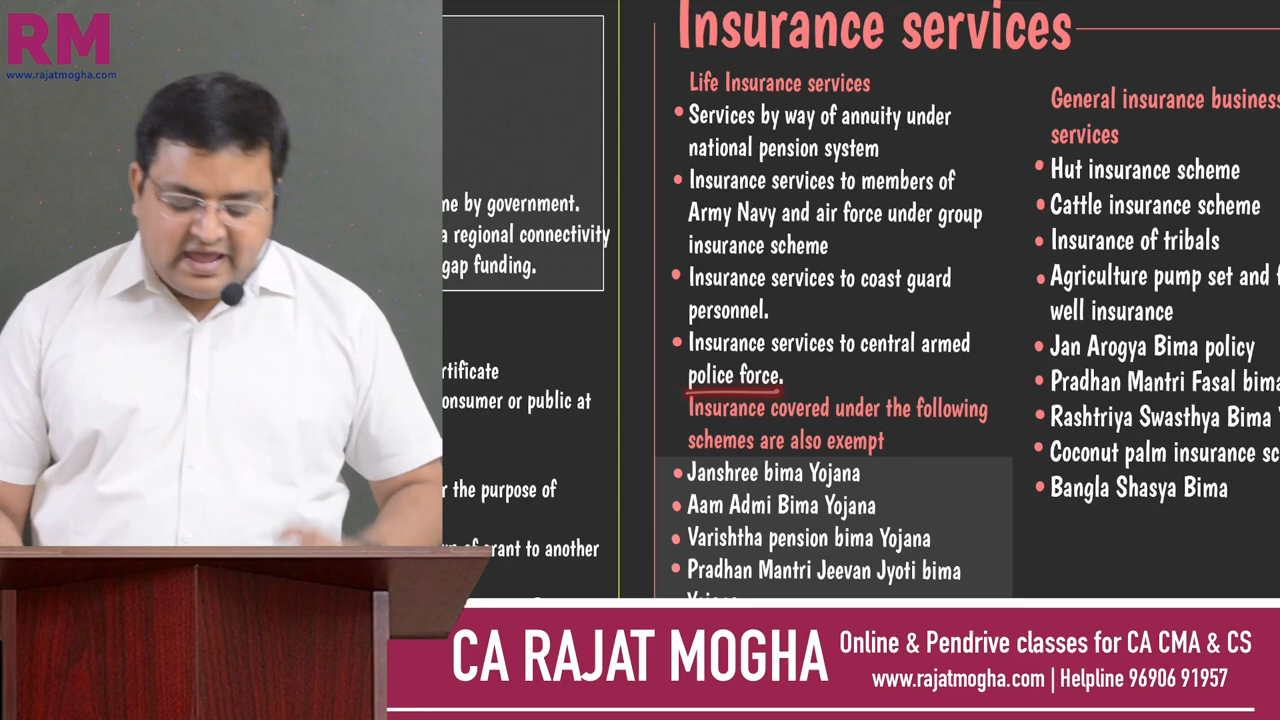 RM
www.rajatmogha.com
ne by government.
a regional connectivity
gap funding.
rtificate
onsumer or public at
r the purpose of
grant to another
Insurance services
Life Insurance services
Services by way of annuity under
national pension system
Insurance services to members of
Army Navy and air force under group
insurance scheme
Insurance services to coast guard
personnel.
Insurance services to central armed
police force.
Insurance covered under the following
schemes are also exempt
Janshree bima Yojana
Aam Admi Bima Yojana
Varishtha pension bima Yojana
Pradhan Mantri Jeevan Jyoti bima
General insurance business
services
Hut insurance scheme
Cattle insurance scheme
Insurance of tribals
Agriculture pump set and
well insurance
Jan Arogya Bima policy
Pradhan Mantri Fasal bima
Rashtriya Swasthya Bima
Coconut palm insurance sc
Bangla Shasya Bima
CA RAJAT MOGHA
Online & Pendrive classes for CA CMA & CS
www.rajatmogha.com | Helpline 96906 91957